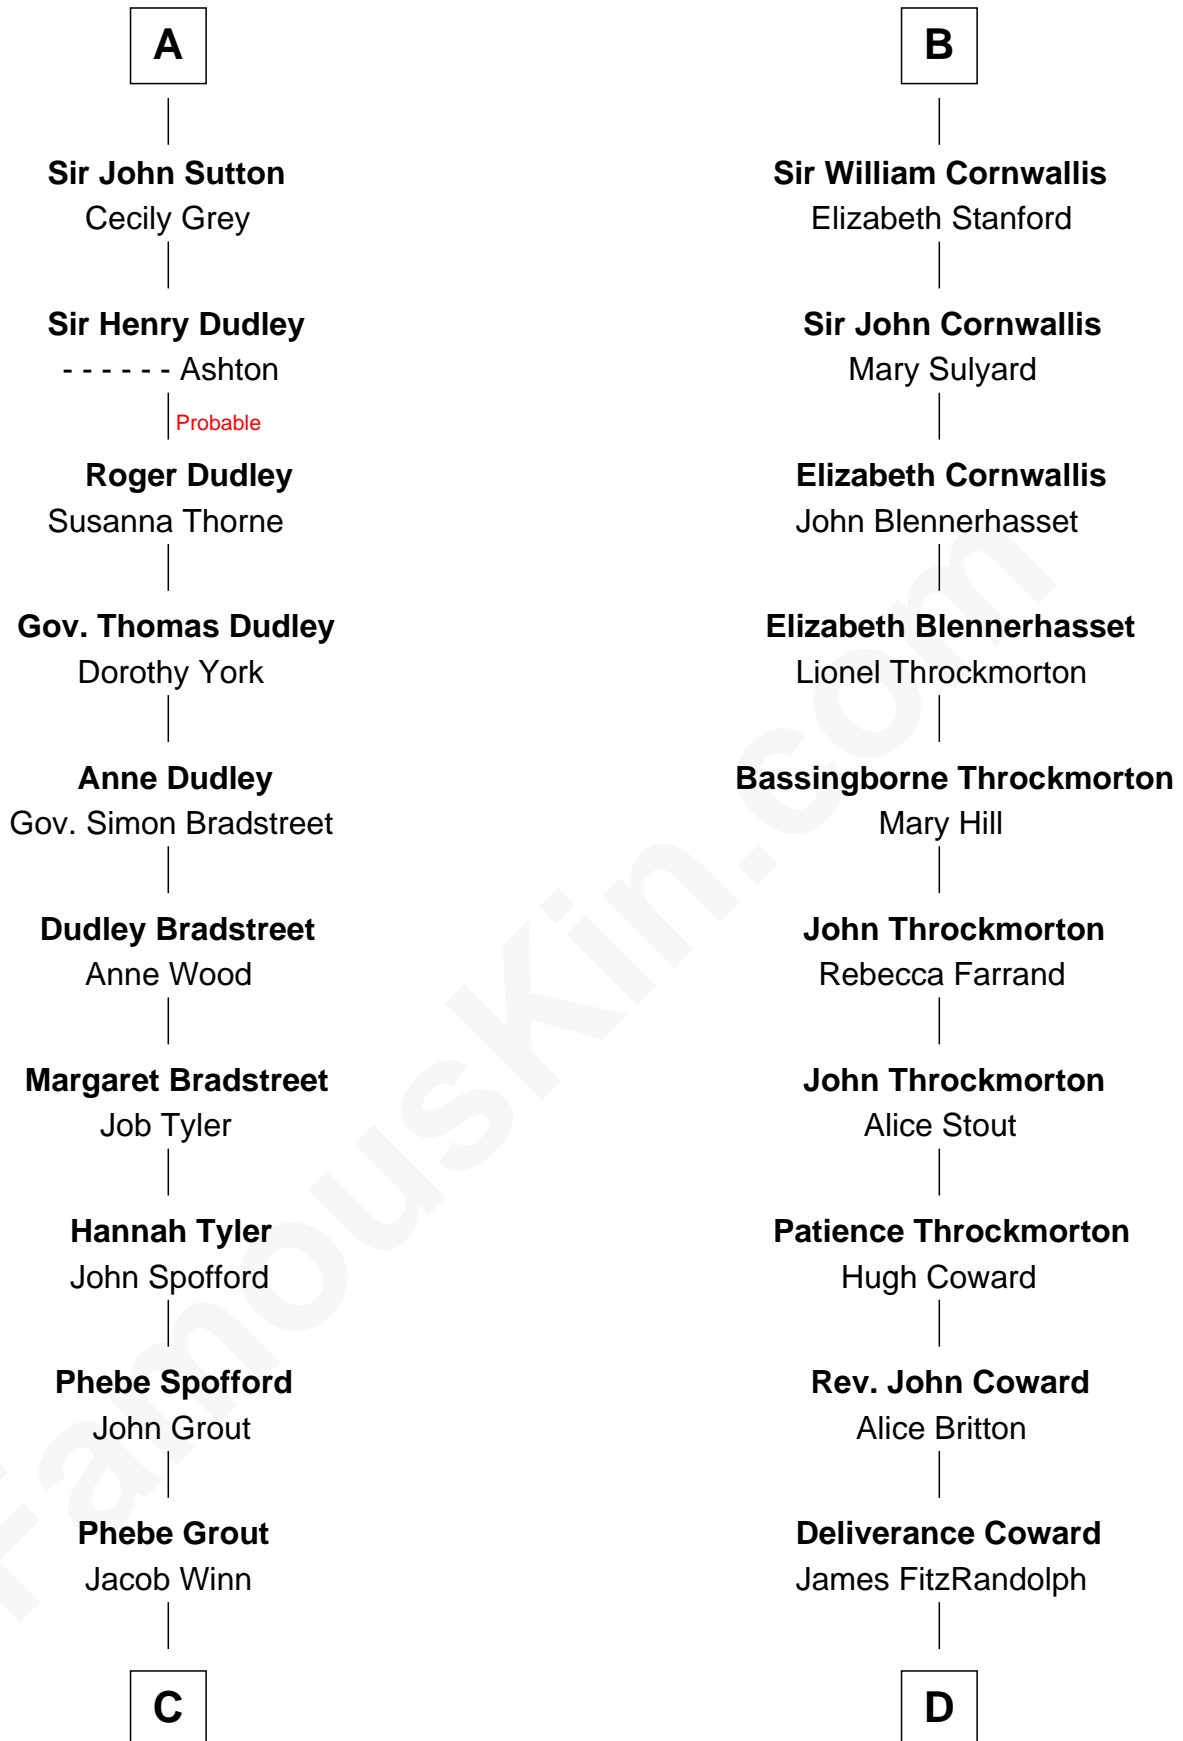 A
Sir John Sutton
Cecily Grey
Sir Henry Dudley
- - - - - - Ashton
Probable
Roger Dudley
Susanna Thorne
Gov. Thomas Dudley
Dorothy York
Anne Dudley
Gov. Simon Bradstreet
Dudley Bradstreet
Anne Wood
Margaret Bradstreet
Job Tyler
Hannah Tyler
John Spofford
Phebe Spofford
John Grout
Phebe Grout
Jacob Winn
C
B
Sir William Cornwallis
Elizabeth Stanford
Sir John Cornwallis
Mary Sulyard
Elizabeth Cornwallis
John Blennerhasset
Elizabeth Blennerhasset
Lionel Throckmorton
Bassingborne Throckmorton
Mary Hill
John Throckmorton
Rebecca Farrand
John Throckmorton
Alice Stout
Patience Throckmorton
Hugh Coward
Rev. John Coward
Alice Britton
Deliverance Coward
James FitzRandolph
D
FamousKin.com